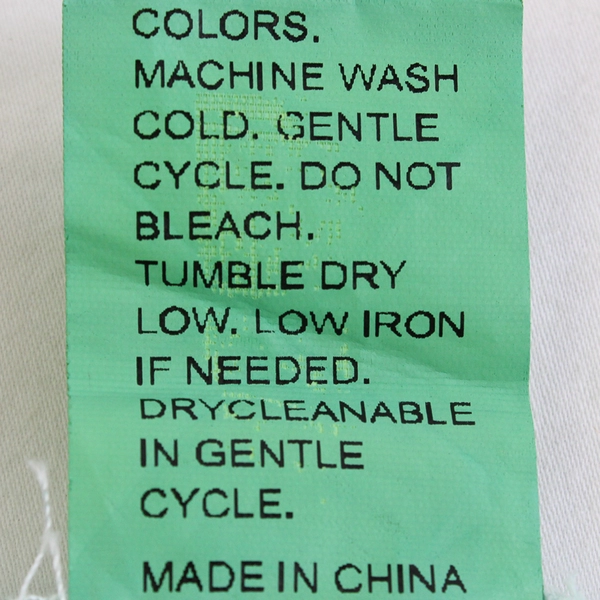 COLORS.
MACHINE WASH
COLD. GENTLE
CYCLE. DO NOT
BLEACH.
TUMBLE DRY
LOW. LOW IRON
IF NEEDED.
DRYCLEANABLE
IN GENTLE
CYCLE.
MADE IN CHINA